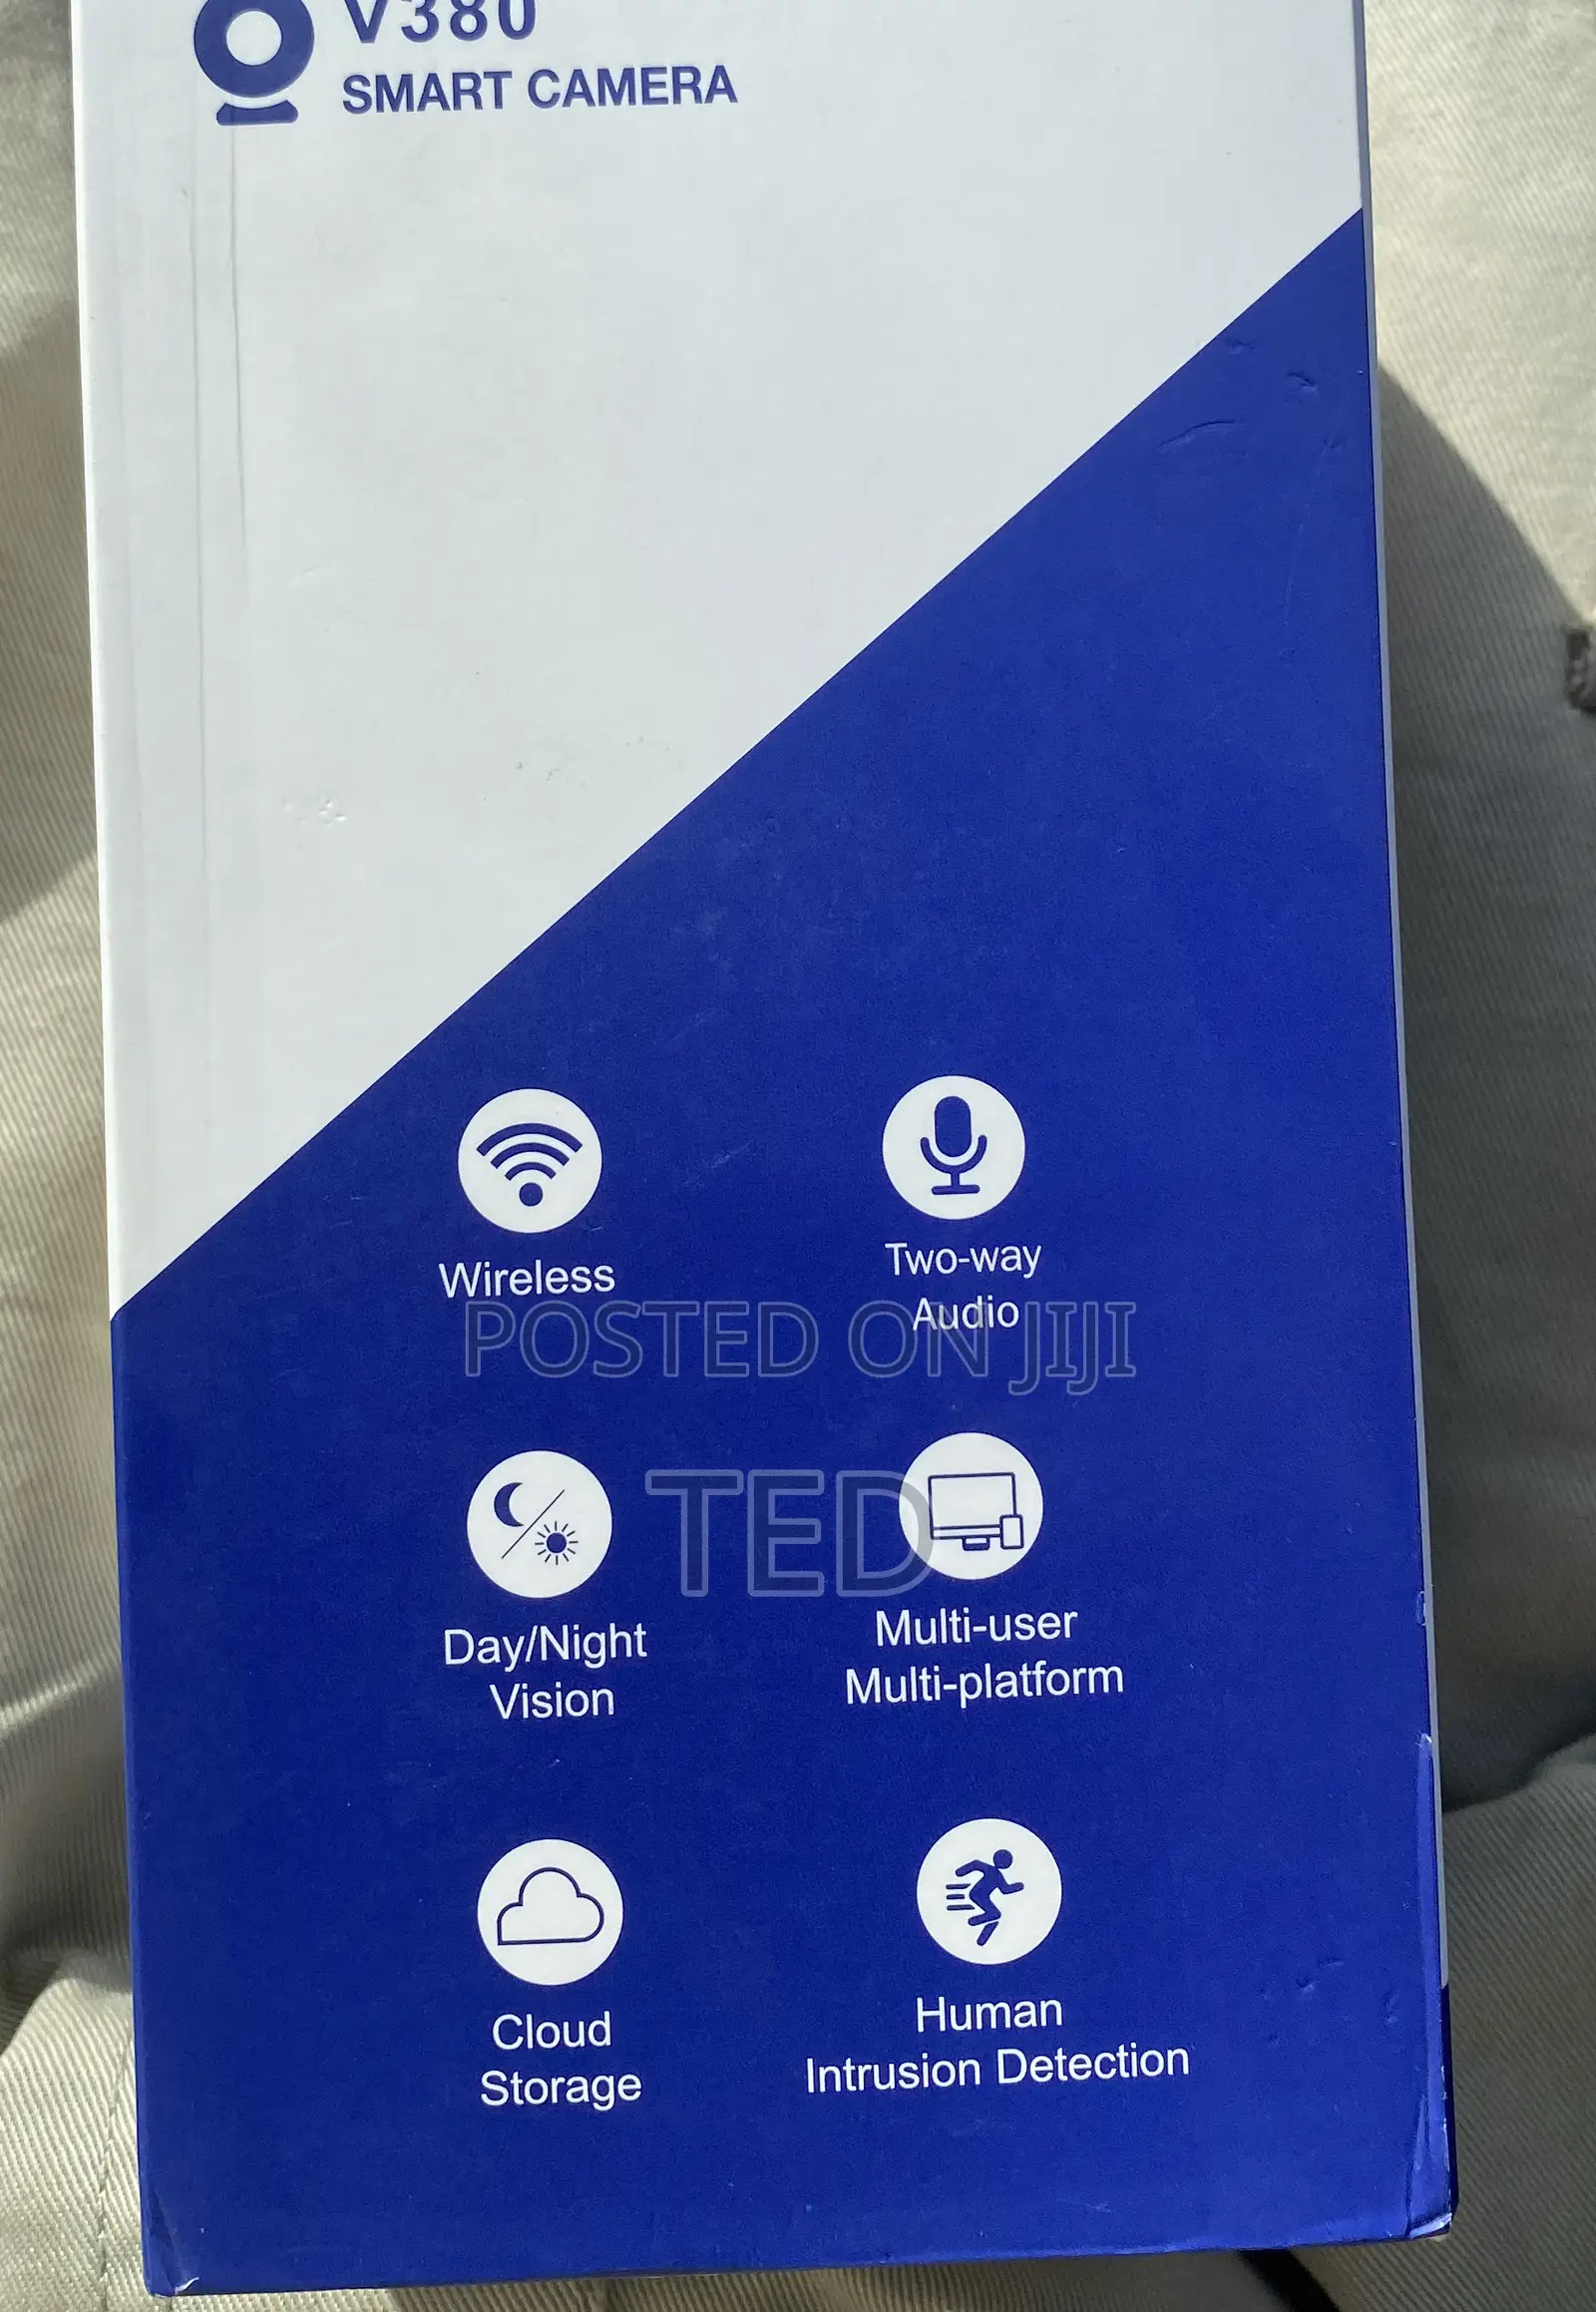 V380
SMART CAMERA
Wireless
Two-way
Audio
POSTED ON JIJI
TED
Day/Night
Vision
Multi-user
Multi-platform
Cloud
Storage
Human
Intrusion Detection